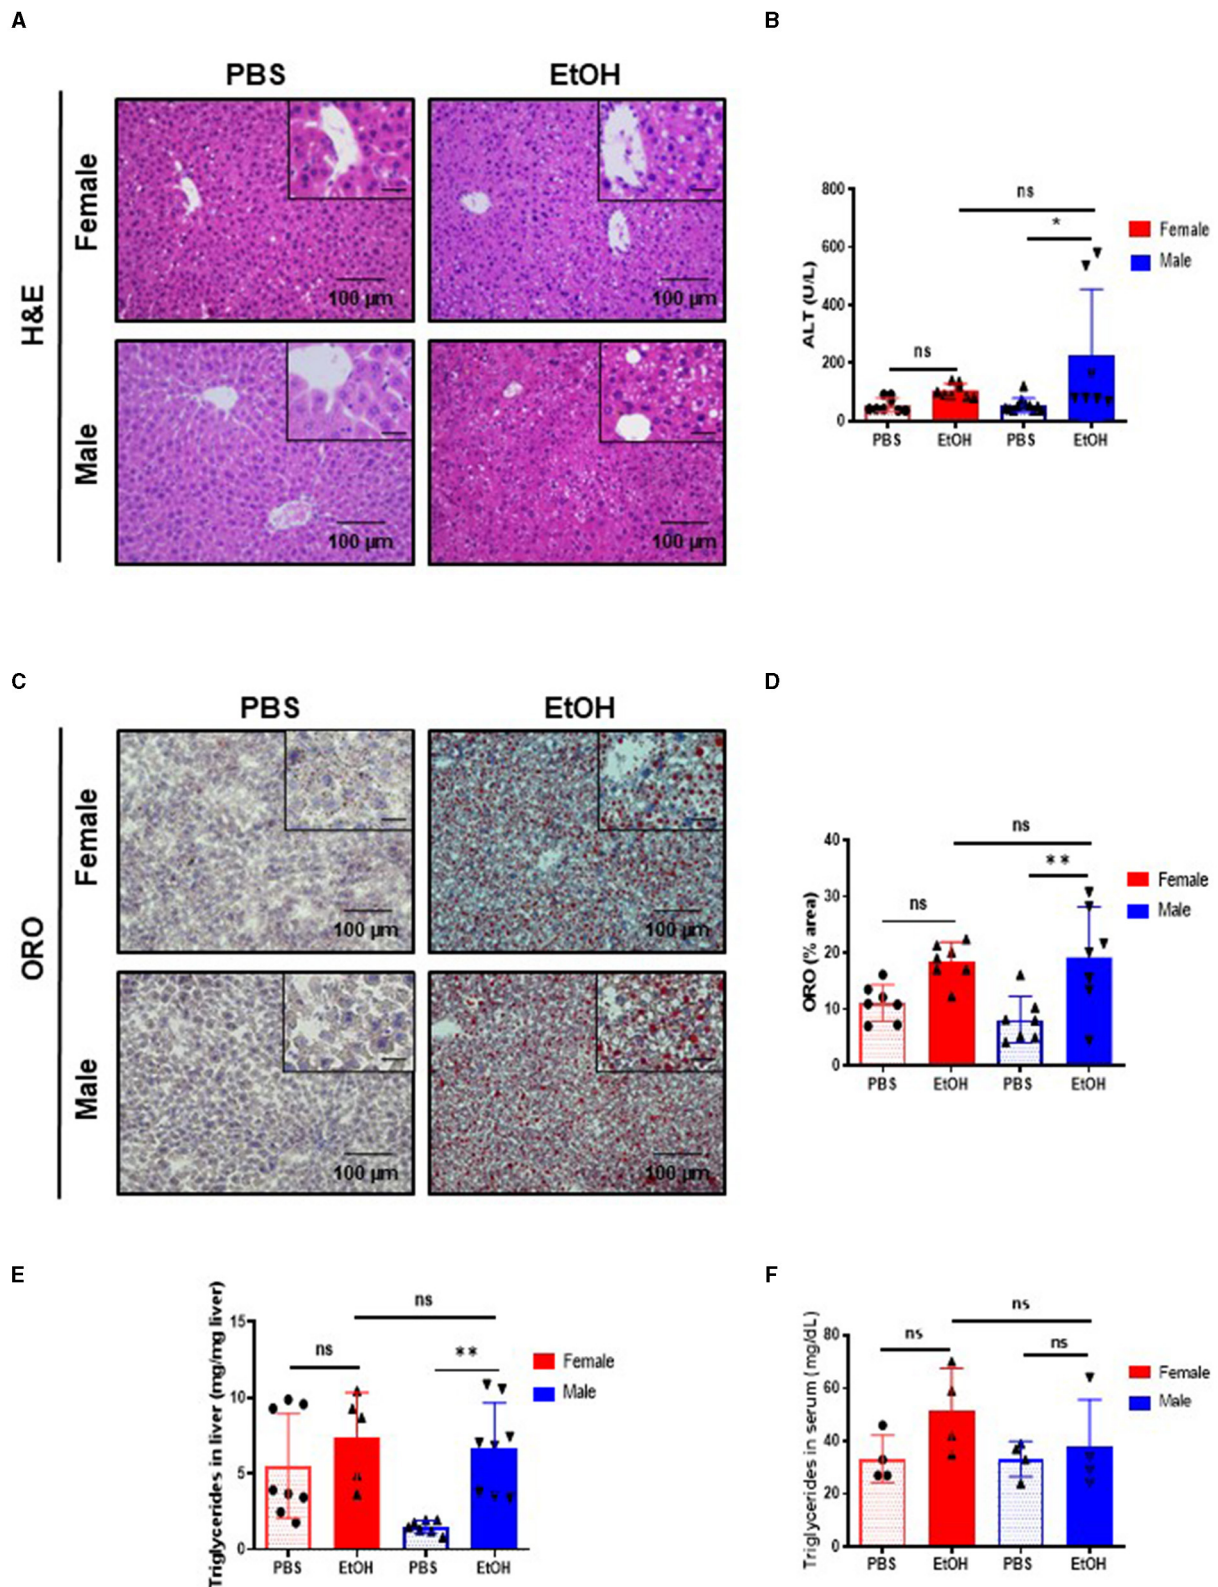 A
PBS
EtOH
H&E
Female
Male
100 µm
100 µm
100 µm
100 µm
B
ALT (U/L)
800
600
400
200
0
ns
*
ns
PBS
EtOH
PBS
EtOH
Female
Male
C
PBS
EtOH
ORO
Female
Male
100 µm
100 µm
100 µm
100 µm
D
ORO (% area)
40
30
20
10
0
ns
**
ns
PBS
EtOH
PBS
EtOH
Female
Male
E
Triglycerides in liver (mg/mg liver)
15
10
5
0
ns
ns
**
PBS
EtOH
PBS
EtOH
Female
Male
F
Triglycerides in serum (mg/dL)
80
60
40
20
0
ns
ns
ns
PBS
EtOH
PBS
EtOH
Female
Male